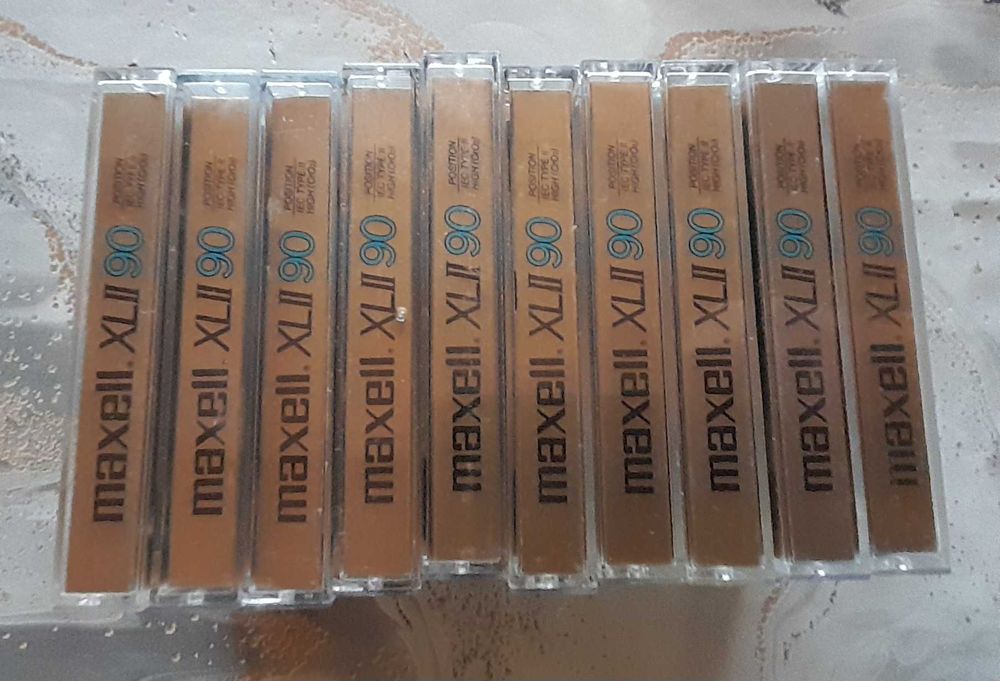 maxell XLII 90
POSITION
IEC TYPE II
HIGH (CrO₂)
maxell XLII 90
POSITION
IEC TYPE II
HIGH (CrO₂)
maxell XLII 90
POSITION
IEC TYPE II
HIGH (CrO₂)
maxell XLII 90
POSITION
IEC TYPE II
HIGH (CrO₂)
maxell XLII 90
POSITION
IEC TYPE II
HIGH (CrO₂)
maxell XLII 90
POSITION
IEC TYPE II
HIGH (CrO₂)
maxell XLII 90
POSITION
IEC TYPE II
HIGH (CrO₂)
maxell XLII 90
POSITION
IEC TYPE II
HIGH (CrO₂)
maxell XLII 90
POSITION
IEC TYPE II
HIGH (CrO₂)
maxell XLII 90
POSITION
IEC TYPE II
HIGH (CrO₂)